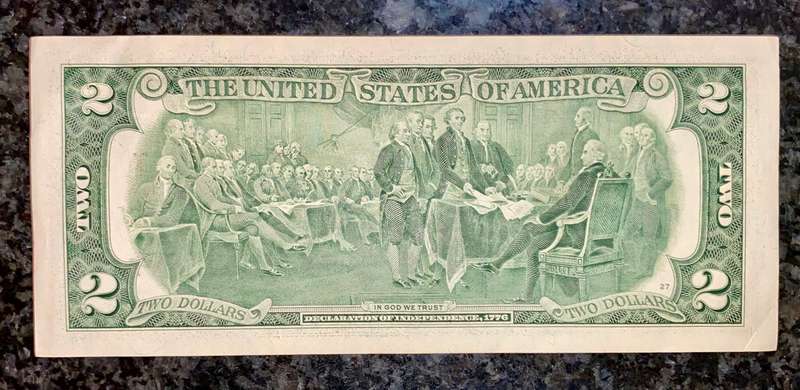 THE UNITED STATES OF AMERICA
2 2
TWO TWO
2 2
27
TWO DOLLARS IN GOD WE TRUST TWO DOLLARS
DECLARATION OF INDEPENDENCE, 1776